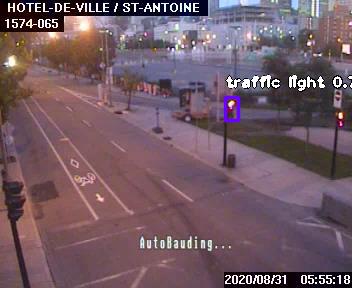 HOTEL-DE-VILLE / ST-ANTOINE
1574-065
traffic light 0.7
AutoBauding...
2020/08/31 05:55:18